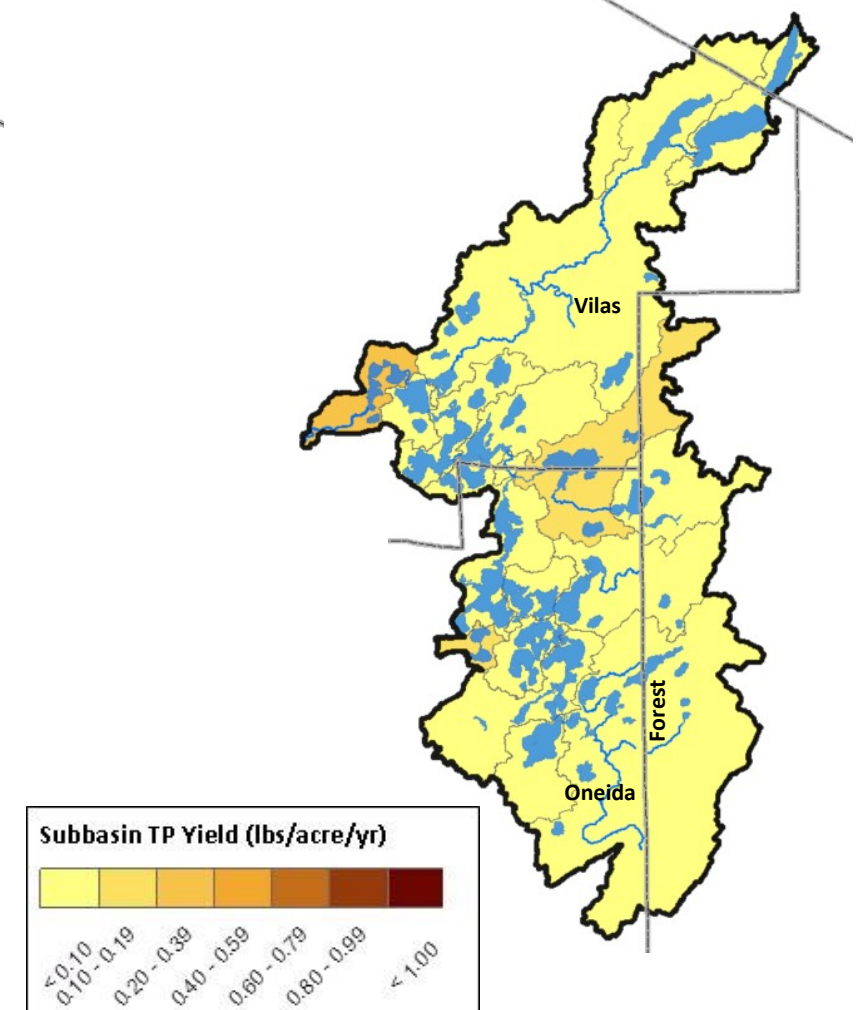 Vilas
Forest
Oneida
Subbasin TP Yield (lbs/acre/yr)
< 0.10
0.10 - 0.19
0.20 - 0.39
0.40 - 0.59
0.60 - 0.79
0.80 - 0.99
< 1.00